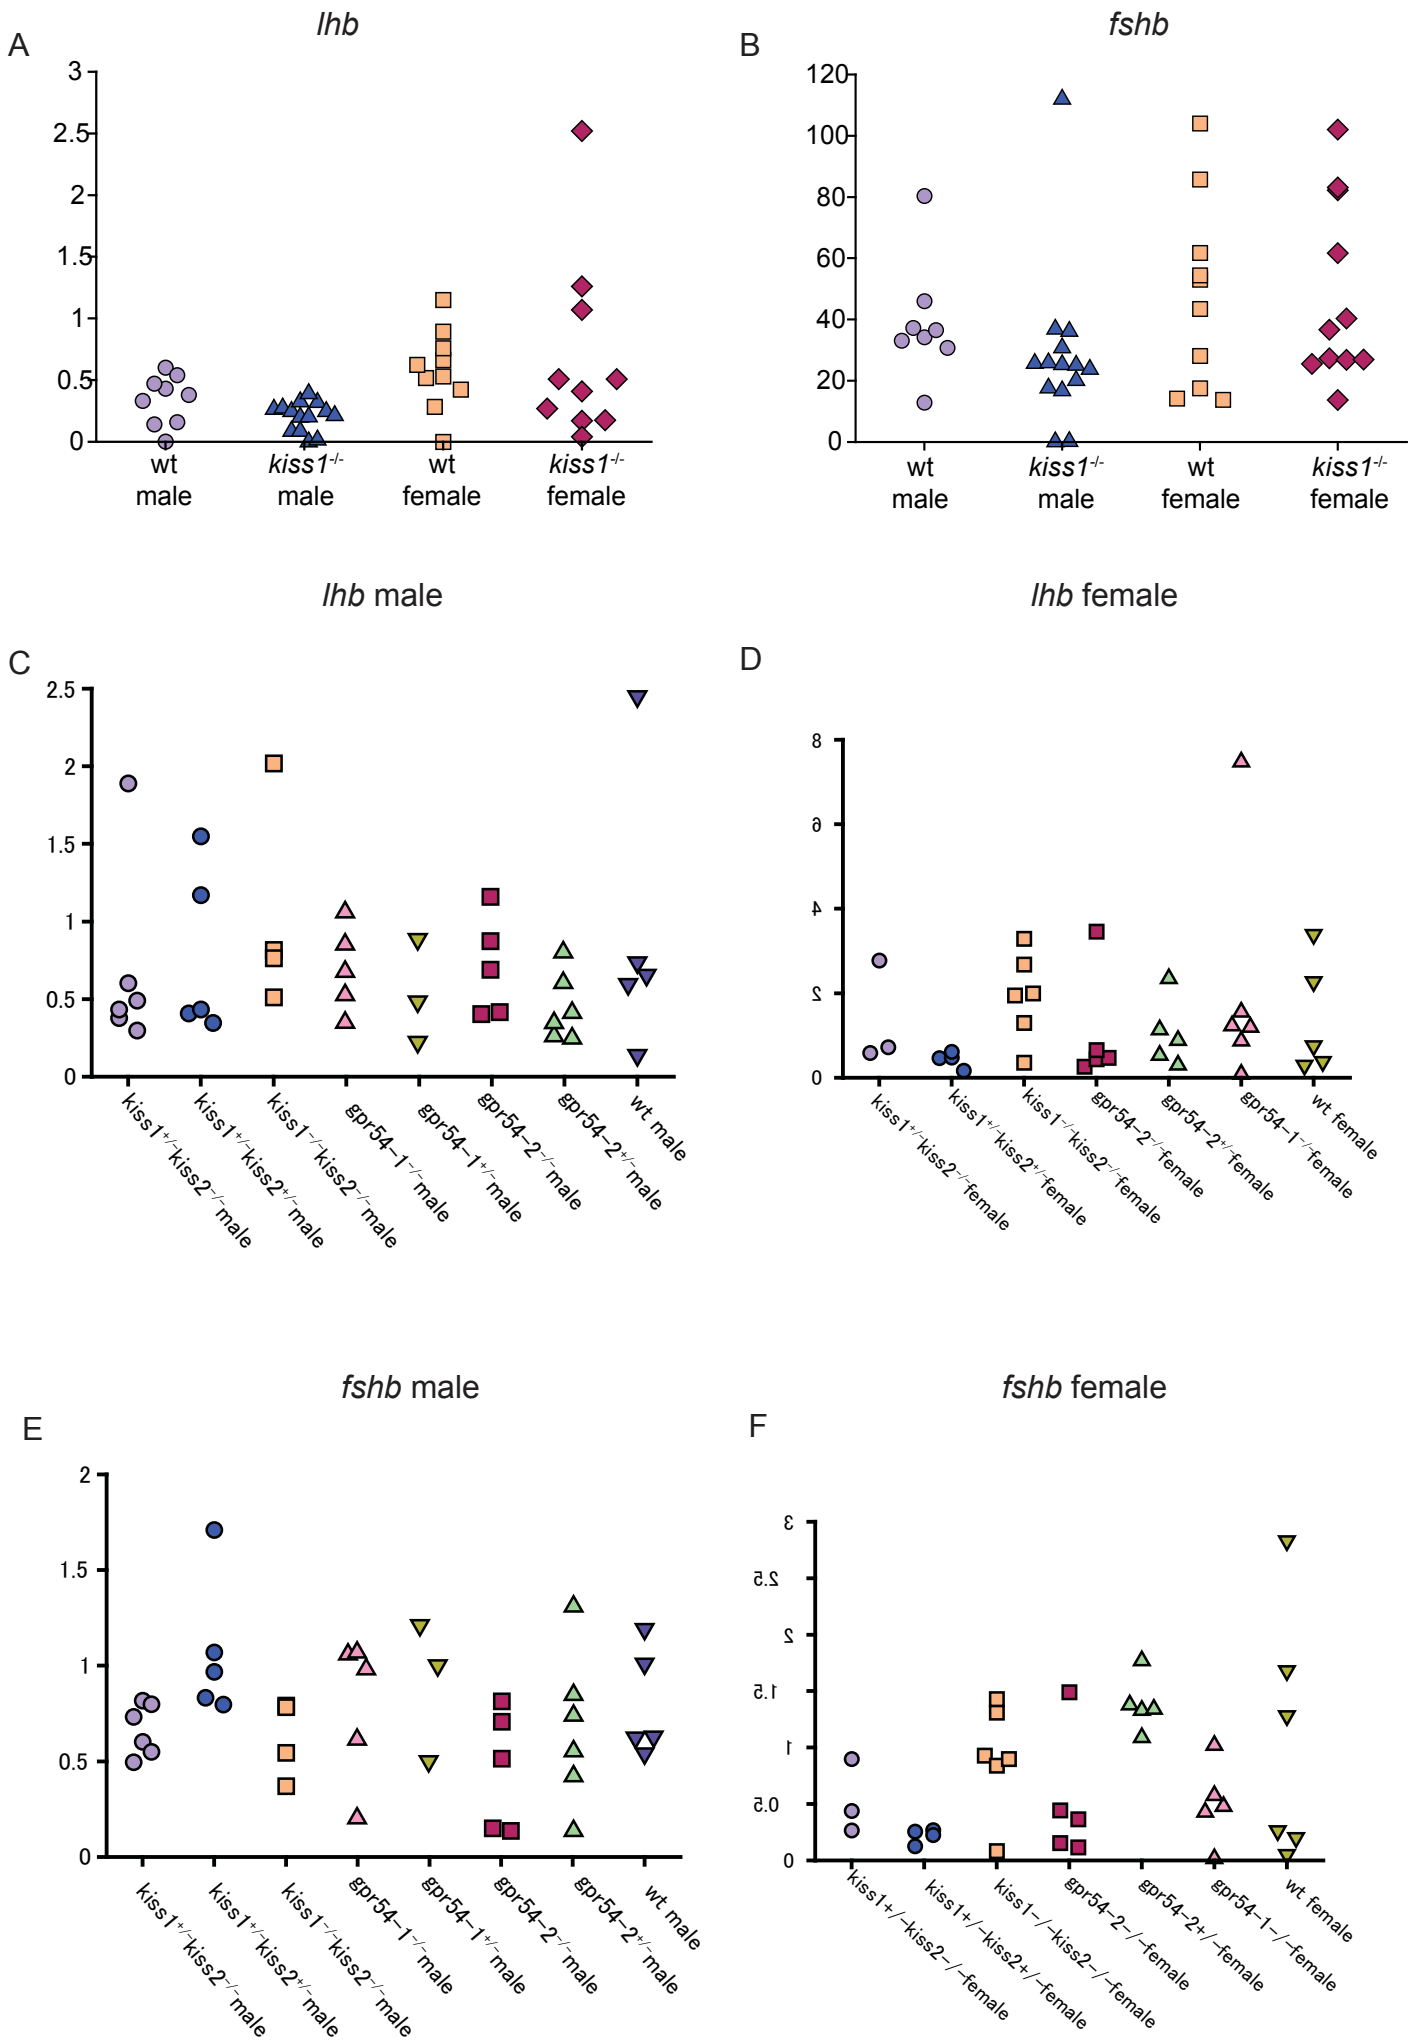 lhb
fshb
A
B
3
2.5
2
1.5
1
0.5
0
120
100
80
60
40
20
0
wt male
kiss1-/- male
wt female
kiss1-/- female
wt male
kiss1-/- male
wt female
kiss1-/- female
lhb male
lhb female
C
D
2.5
2
1.5
1
0.5
0
8
6
4
2
0
kiss1+/-kiss2-/-male
kiss1+/-kiss2+/-male
kiss1-/-kiss2-/-male
gpr54-1-/-male
gpr54-1+/-male
gpr54-2-/-male
gpr54-2+/-male
wt male
kiss1+/-kiss2-/-female
kiss1+/-kiss2+/-female
kiss1-/-kiss2-/-female
gpr54-2-/-female
gpr54-2+/-female
gpr54-1-/-female
wt female
fshb male
fshb female
E
F
2
1.5
1
0.5
0
3
2.5
2
1.5
1
0.5
0
kiss1+/-kiss2-/-male
kiss1+/-kiss2+/-male
kiss1-/-kiss2-/-male
gpr54-1-/-male
gpr54-1+/-male
gpr54-2-/-male
gpr54-2+/-male
wt male
kiss1+/-kiss2-/-female
kiss1+/-kiss2+/-female
kiss1-/-kiss2-/-female
gpr54-2-/-female
gpr54-2+/-female
gpr54-1-/-female
wt female